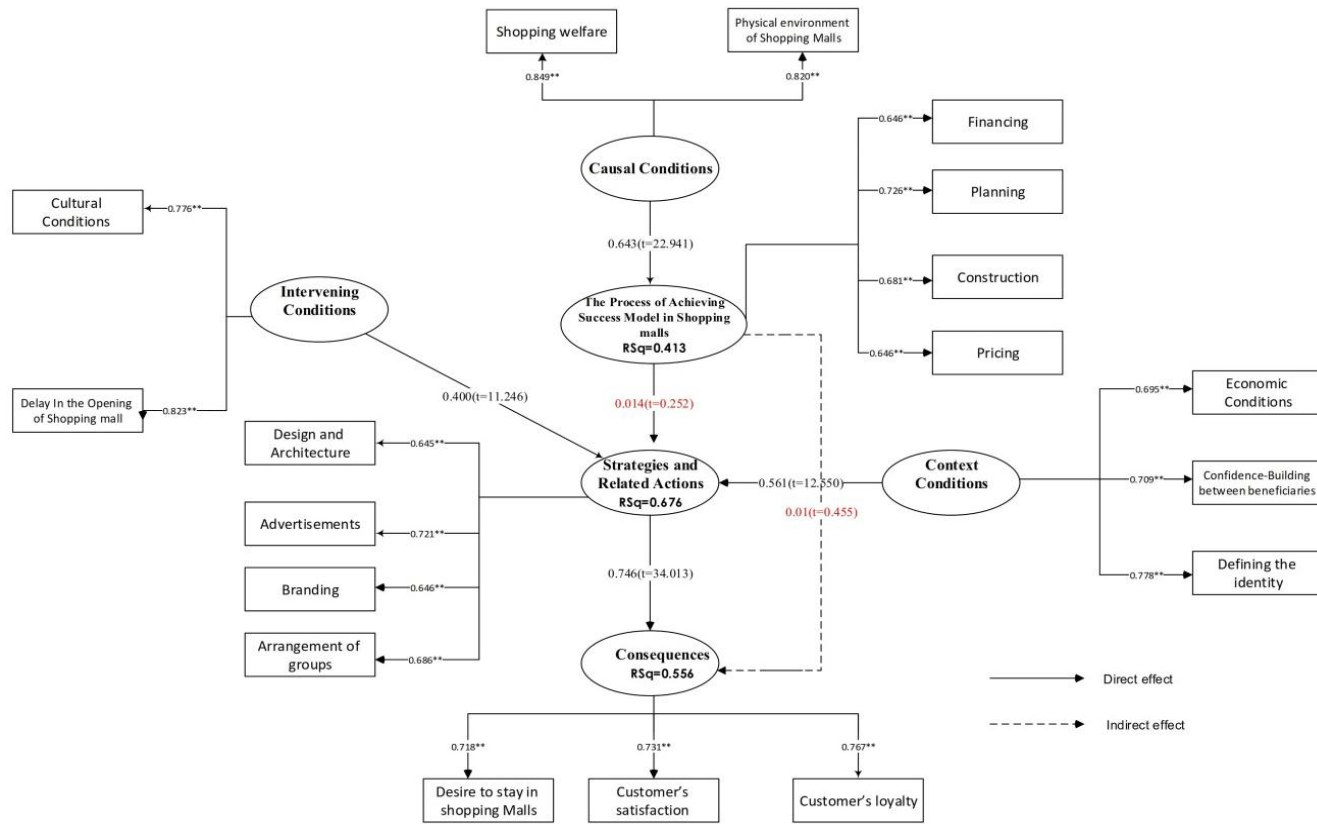 Shopping welfare
Physical environment
of Shopping Malls
0.849**
0.820**
Causal Conditions
0.643(t=22.941)
0.646**
Financing
0.726**
Planning
0.681**
Construction
0.646**
Pricing
Cultural
Conditions
0.776**
Intervening
Conditions
Delay In the Opening
of Shopping mall
0.823**
0.400(t=11.246)
The Process of Achieving
Success Model in Shopping
malls
RSq=0.413
0.014(t=0.252)
Design and
Architecture
0.645**
Advertisements
0.721**
Branding
0.646**
Arrangement of
groups
0.686**
Strategies and
Related Actions
RSq=0.676
0.561(t=12.550)
0.01(t=0.455)
Context
Conditions
0.695**
Economic
Conditions
0.709**
Confidence-Building
between beneficiaries
0.778**
Defining the
identity
0.746(t=34.013)
Consequences
RSq=0.556
Direct effect
Indirect effect
0.718**
0.731**
0.767**
Desire to stay in
shopping Malls
Customer's
satisfaction
Customer's loyalty